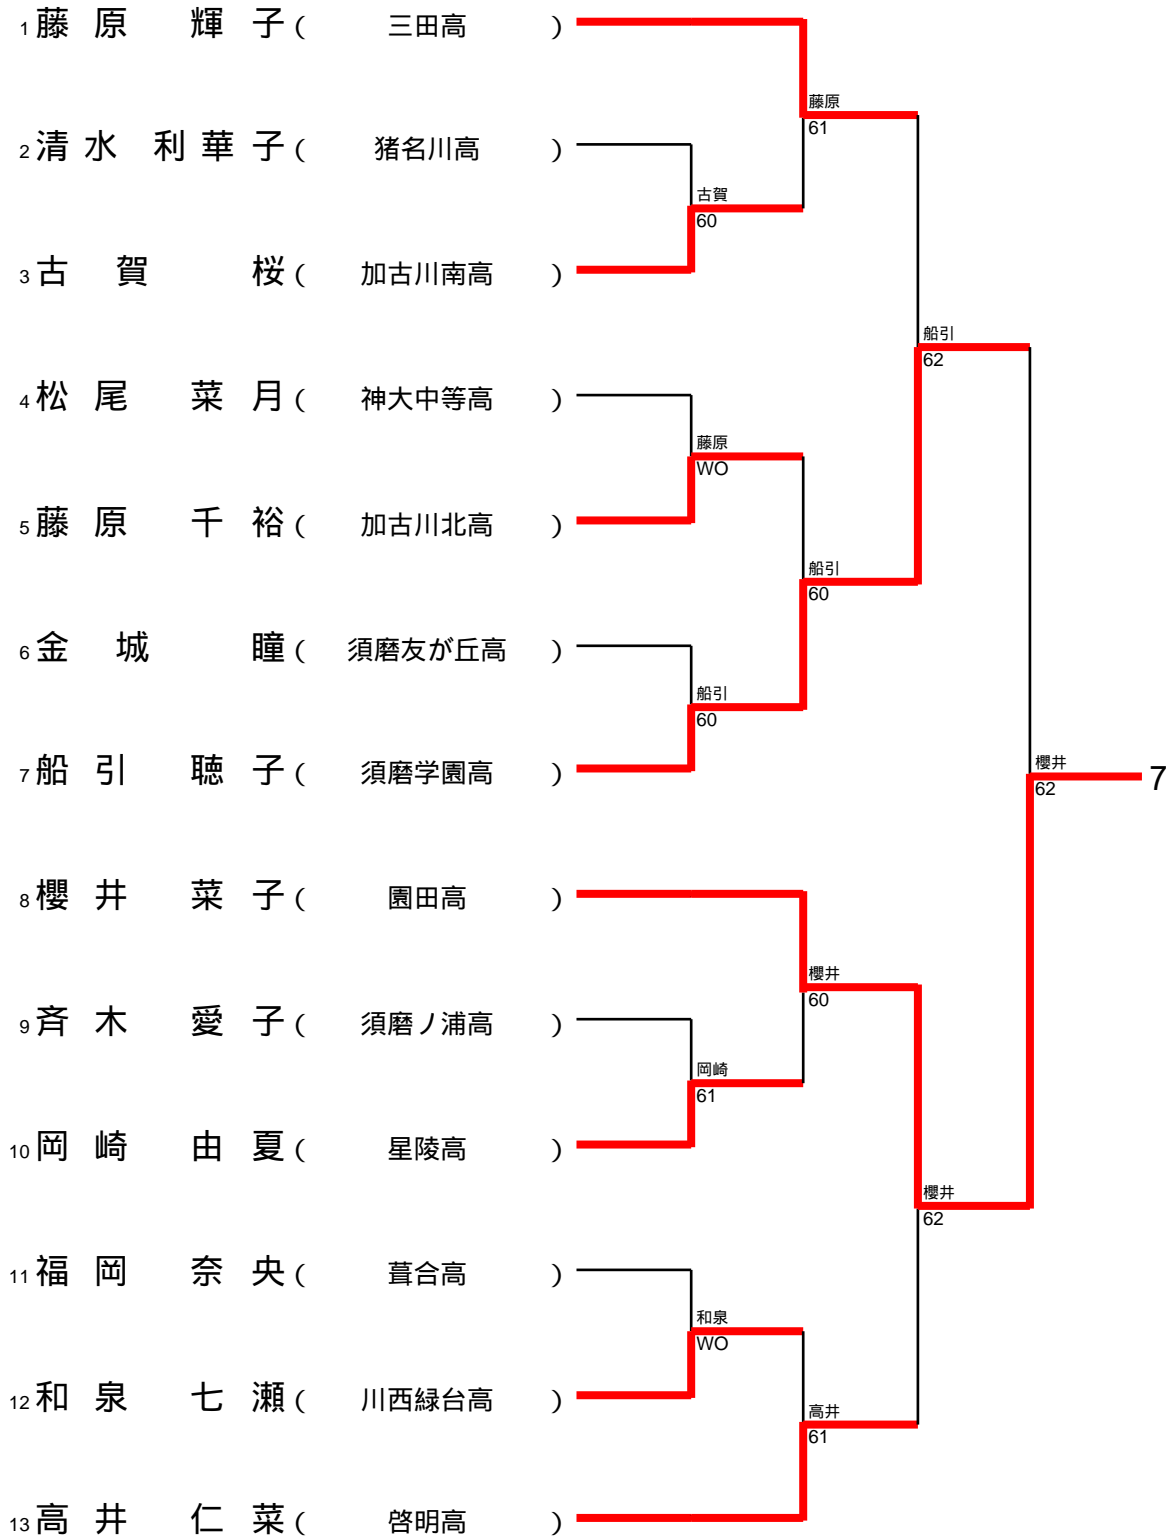 1 藤原 輝子 ( 三田高 )
藤原
61
2 清水 利華子 ( 猪名川高 )
古賀
60
3 古賀 桜 ( 加古川南高 )
船引
62
4 松尾 菜月 ( 神大中等高 )
藤原
WO
5 藤原 千裕 ( 加古川北高 )
船引
60
6 金城 瞳 ( 須磨友が丘高 )
船引
60
7 船引 聴子 ( 須磨学園高 )
櫻井
62
7
8 櫻井 菜子 ( 園田高 )
櫻井
60
9 斉木 愛子 ( 須磨ノ浦高 )
岡崎
61
10 岡崎 由夏 ( 星陵高 )
櫻井
62
11 福岡 奈央 ( 葺合高 )
和泉
WO
12 和泉 七瀬 ( 川西緑台高 )
高井
61
13 高井 仁菜 ( 啓明高 )